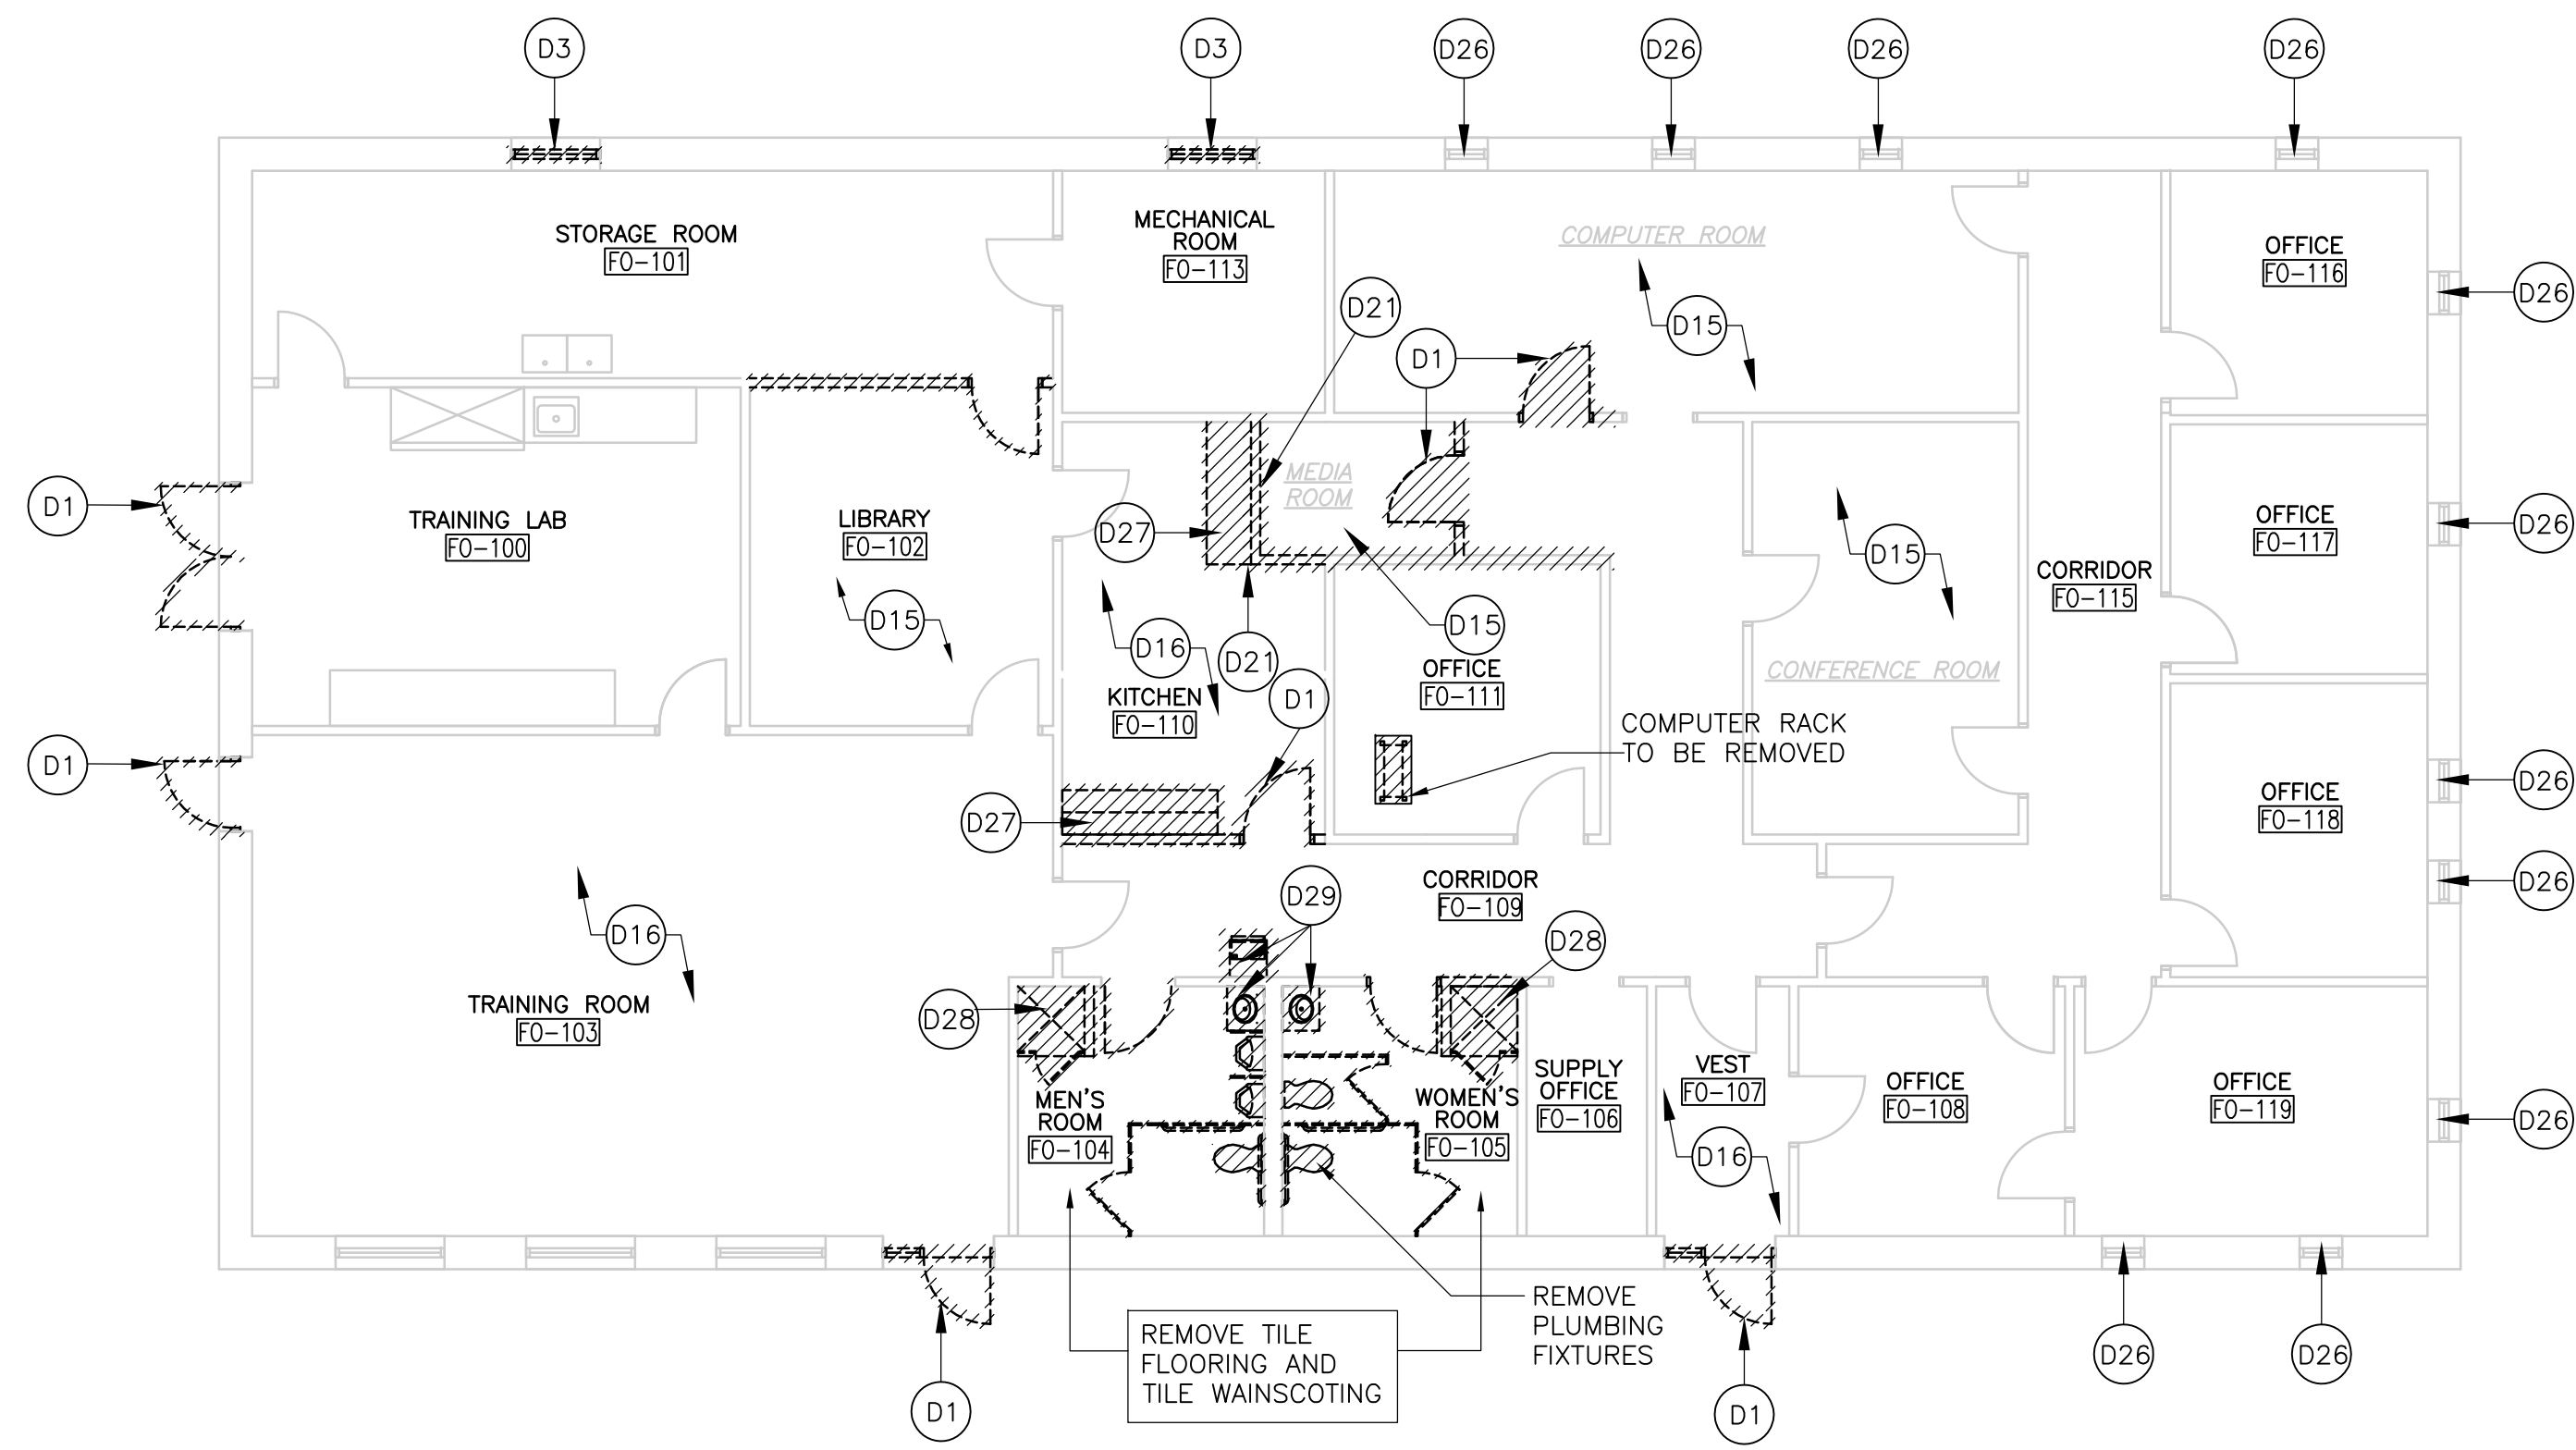 D3
D3
D26
D26
D26
D26
STORAGE ROOM
FO-101
MECHANICAL
ROOM
FO-113
COMPUTER ROOM
OFFICE
FO-116
D26
D21
D15
D1
MEDIA
ROOM
D1
TRAINING LAB
FO-100
LIBRARY
FO-102
D27
D15
OFFICE
FO-117
D26
CORRIDOR
FO-115
D15
D16
D21
D15
OFFICE
FO-111
CONFERENCE ROOM
KITCHEN
FO-110
D1
COMPUTER RACK
TO BE REMOVED
D1
D27
OFFICE
FO-118
D26
D26
D29
CORRIDOR
FO-109
D16
D28
D28
TRAINING ROOM
FO-103
MEN'S
ROOM
FO-104
WOMEN'S
ROOM
FO-105
SUPPLY
OFFICE
FO-106
VEST
FO-107
D16
OFFICE
FO-108
OFFICE
FO-119
D26
REMOVE TILE
FLOORING AND
TILE WAINSCOTING
REMOVE
PLUMBING
FIXTURES
D1
D1
D26
D26